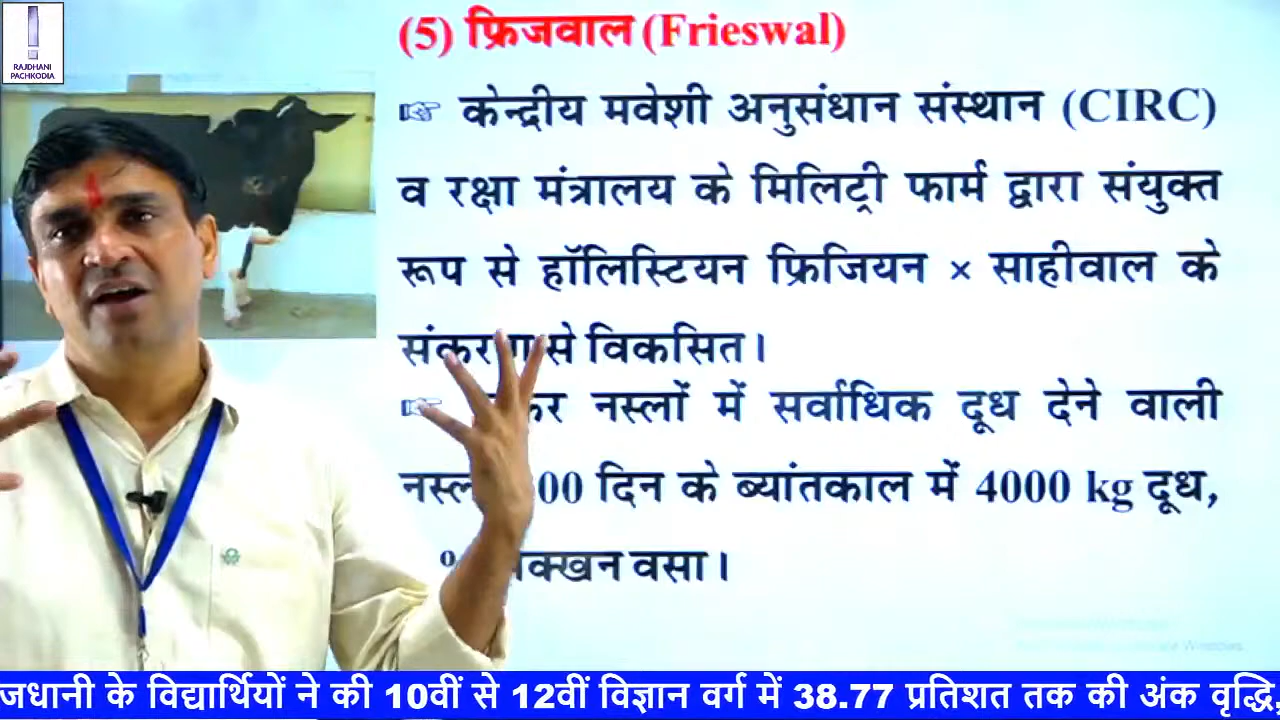 RAJDHANI
PACHKODIA
(5) फ्रिजवाल (Frieswal)
☞ केन्द्रीय मवेशी अनुसंधान संस्थान (CIRC)
व रक्षा मंत्रालय के मिलिट्री फार्म द्वारा संयुक्त
रूप से हॉलिस्टियन फ्रिजियन × साहीवाल के
से विकसित।
☞ नस्लों में सर्वाधिक दूध देने वाली
दिन के ब्यांतकाल में 4000 kg दूध,
वसा।
जधानी के विद्यार्थियों ने की 10वीं से 12वीं विज्ञान वर्ग में 38.77 प्रतिशत तक की अंक वृद्धि,